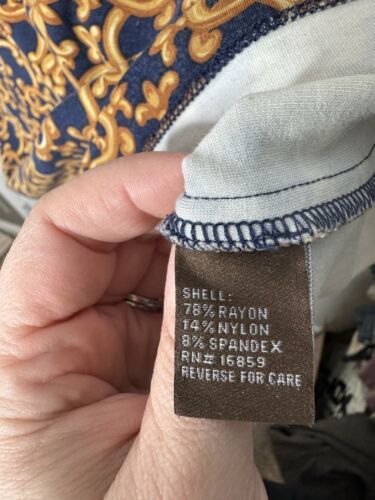 SHELL:
78% RAYON
14% NYLON
8% SPANDEX
RN# 16859
REVERSE FOR CARE